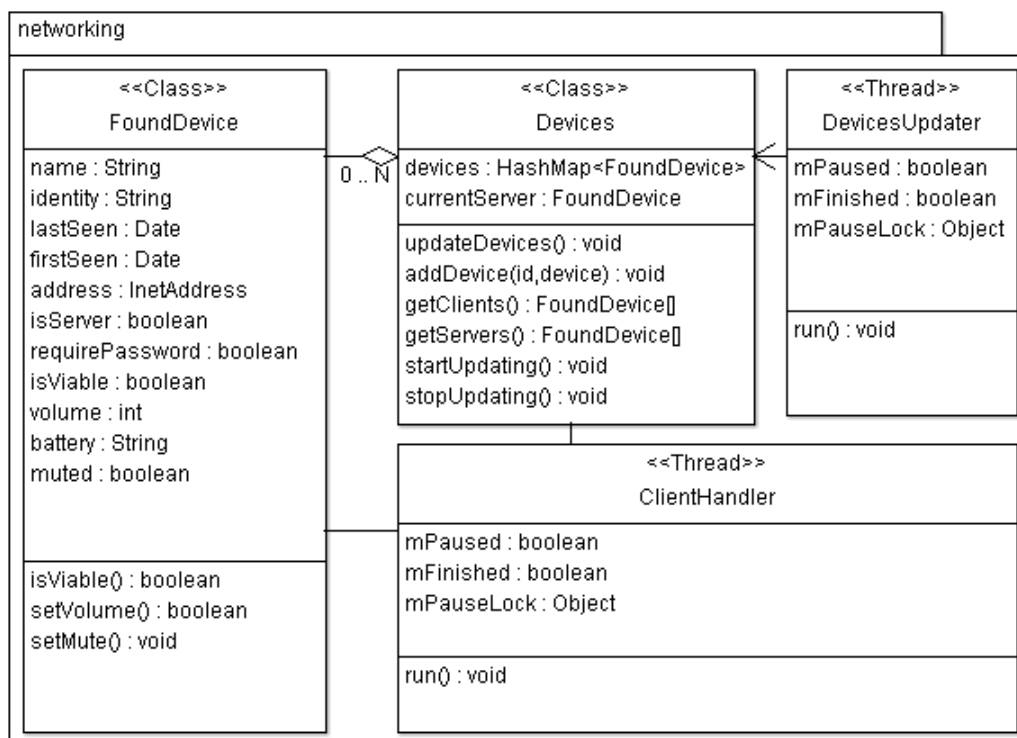 networking
<<Class>>
FoundDevice
name : String
identity : String
lastSeen : Date
firstSeen : Date
address : InetAddress
isServer : boolean
requirePassword : boolean
isViable : boolean
volume : int
battery : String
muted : boolean
isViable() : boolean
setVolume() : boolean
setMute() : void
0 .. N
<<Class>>
Devices
devices : HashMap<FoundDevice>
currentServer : FoundDevice
updateDevices() : void
addDevice(id,device) : void
getClients() : FoundDevice[]
getServers() : FoundDevice[]
startUpdating() : void
stopUpdating() : void
<<Thread>>
DevicesUpdater
mPaused : boolean
mFinished : boolean
mPauseLock : Object
run() : void
<<Thread>>
ClientHandler
mPaused : boolean
mFinished : boolean
mPauseLock : Object
run() : void